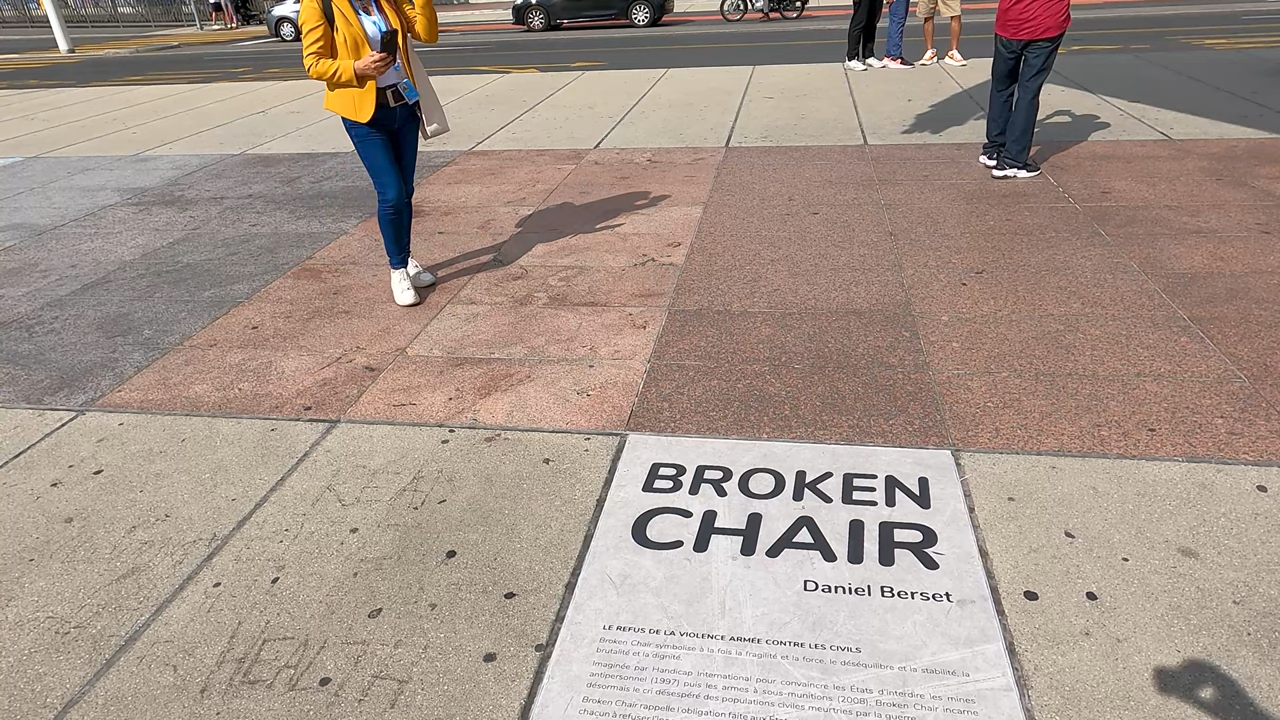 BROKEN
CHAIR
Daniel Berset
LE REFUS DE LA VIOLENCE ARMÉE CONTRE LES CIVILS
Broken Chair symbolise à la fois la fragilité et la force, le déséquilibre et la stabilité, la
brutalité et la dignité.
Imaginée par Handicap International pour convaincre les États d'interdire les mines
antipersonnel (1997) puis les armes à sous-munitions (2008), Broken Chair incarne
désormais le cri désespéré des populations civiles meurtries par la guerre.
Broken Chair rappelle l'obligation faite aux
chacun à refuser
HEALTH